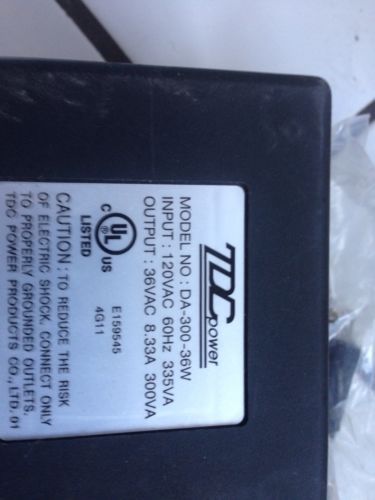 TDC power
MODEL NO : DA-300-36W
INPUT : 120VAC 60Hz 335VA
OUTPUT : 36VAC 8.33A 300VA
C UL US
LISTED
E159545
4G11
CAUTION : TO REDUCE THE RISK
OF ELECTRIC SHOCK. CONNECT ONLY
TO PROPERLY GROUNDED OUTLETS.
TDC POWER PRODUCTS CO., LTD. 01